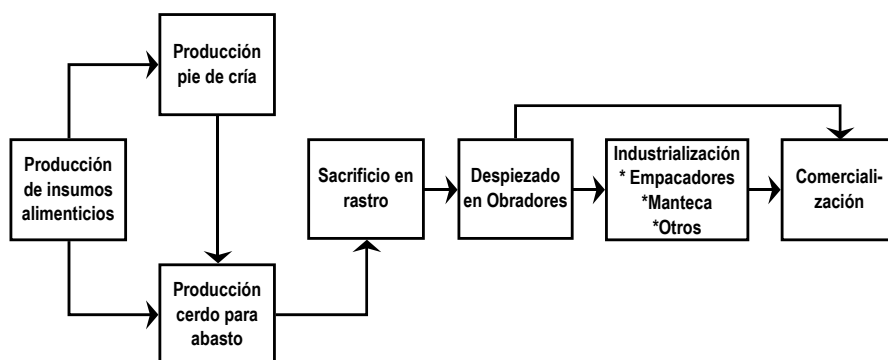 Producción
pie de cría
Producción
de insumos
alimenticios
Producción
cerdo para
abasto
Sacrificio en
rastro
Despiezado
en Obradores
Industrialización
* Empacadores
*Manteca
*Otros
Comerciali-
zación